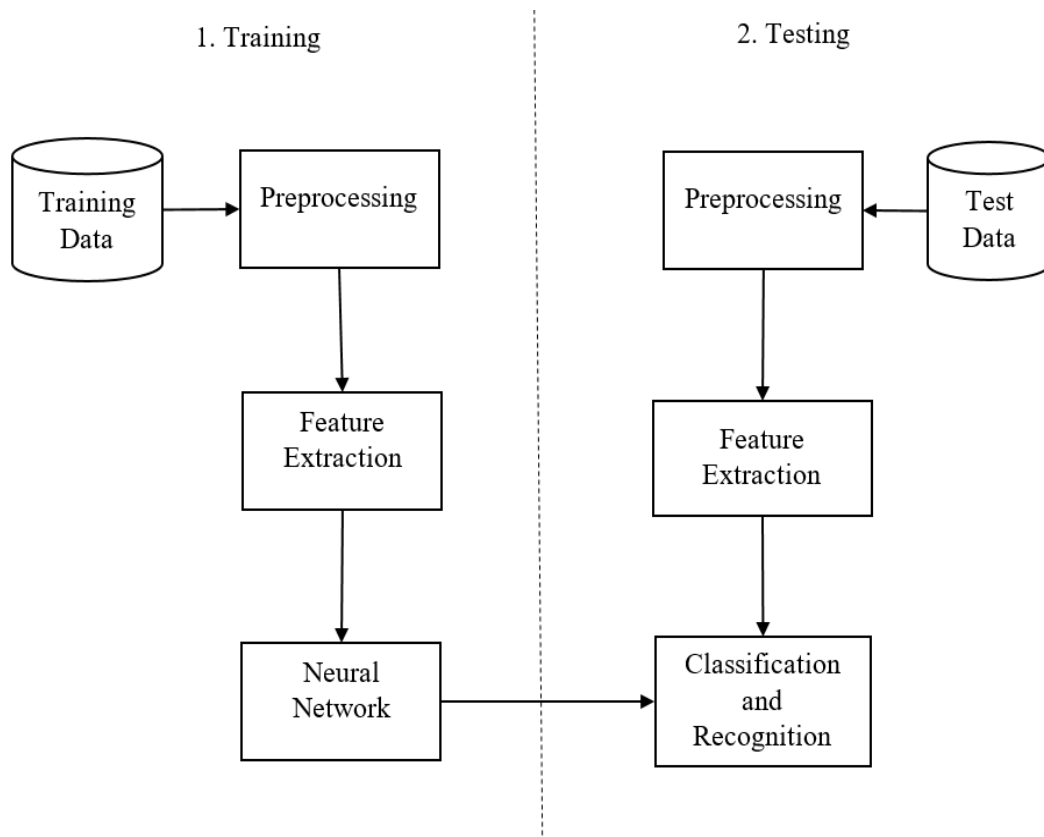 1. Training
2. Testing
Training
Data
Preprocessing
Preprocessing
Test
Data
Feature
Extraction
Feature
Extraction
Neural
Network
Classification
and
Recognition